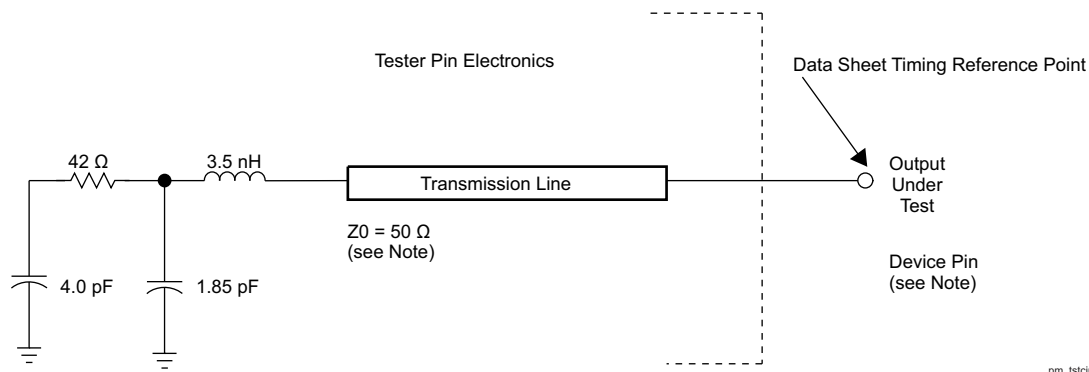 Tester Pin Electronics
Data Sheet Timing Reference Point
42 Ω
3.5 nH
Transmission Line
Output
Under
Test
Z0 = 50 Ω
(see Note)
Device Pin
(see Note)
4.0 pF
1.85 pF